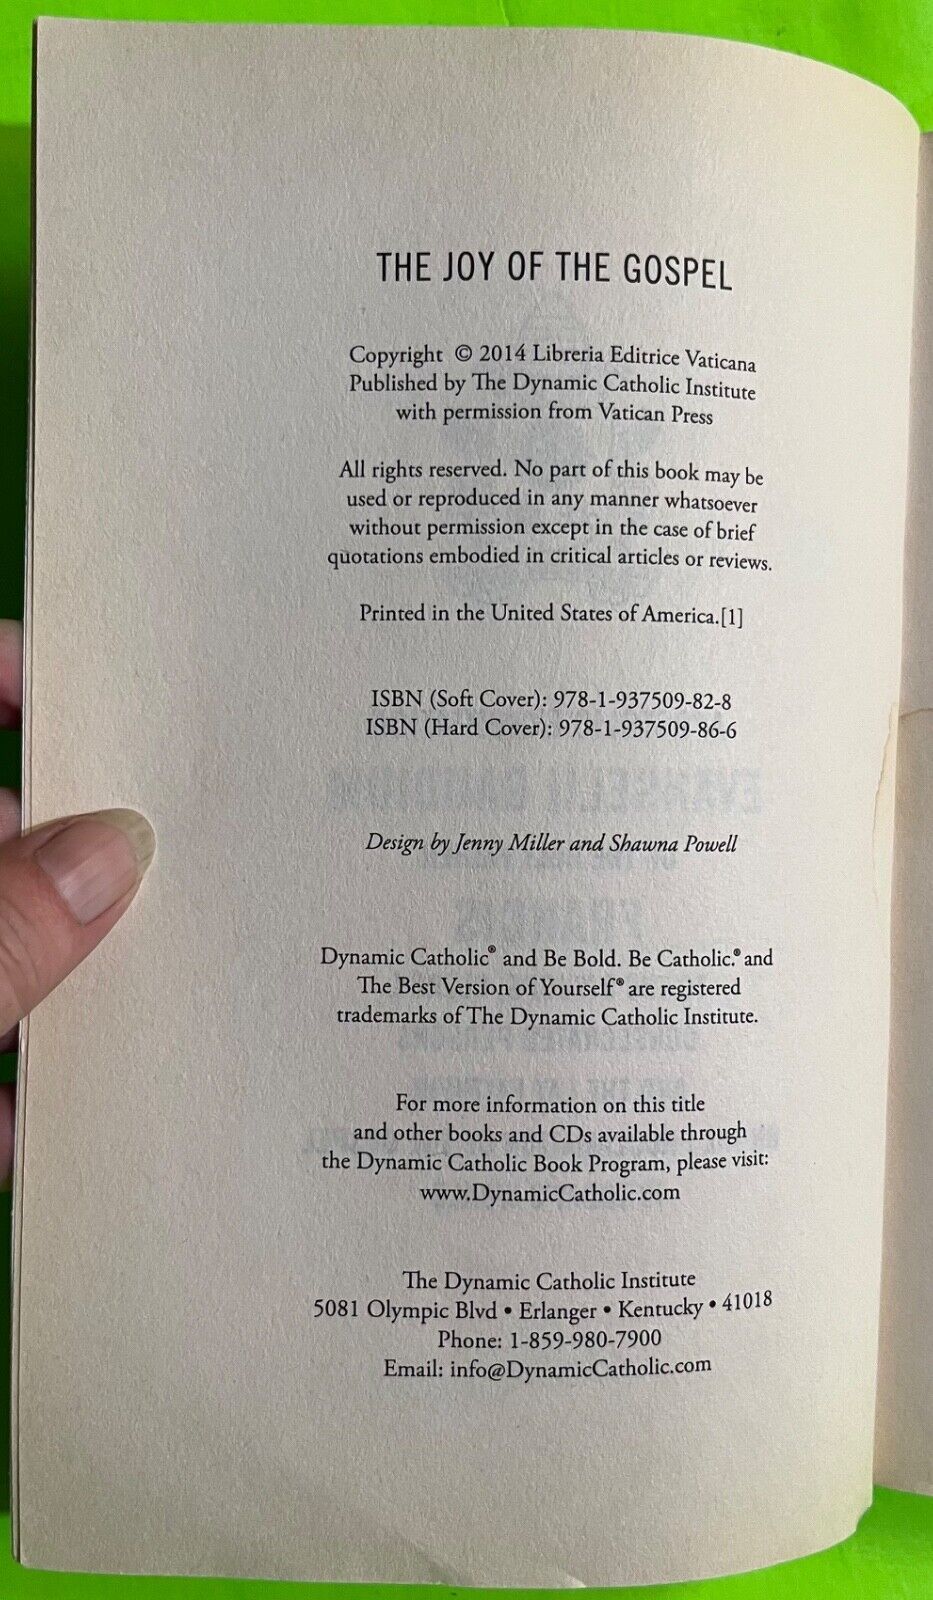 THE JOY OF THE GOSPEL
Copyright © 2014 Libreria Editrice Vaticana
Published by The Dynamic Catholic Institute
with permission from Vatican Press
All rights reserved. No part of this book may be
used or reproduced in any manner whatsoever
without permission except in the case of brief
quotations embodied in critical articles or reviews.
Printed in the United States of America.[1]
ISBN (Soft Cover): 978-1-937509-82-8
ISBN (Hard Cover): 978-1-937509-86-6
Design by Jenny Miller and Shawna Powell
Dynamic Catholic® and Be Bold. Be Catholic.® and
The Best Version of Yourself® are registered
trademarks of The Dynamic Catholic Institute.
For more information on this title
and other books and CDs available through
the Dynamic Catholic Book Program, please visit:
www.DynamicCatholic.com
The Dynamic Catholic Institute
5081 Olympic Blvd • Erlanger • Kentucky • 41018
Phone: 1-859-980-7900
Email: info@DynamicCatholic.com